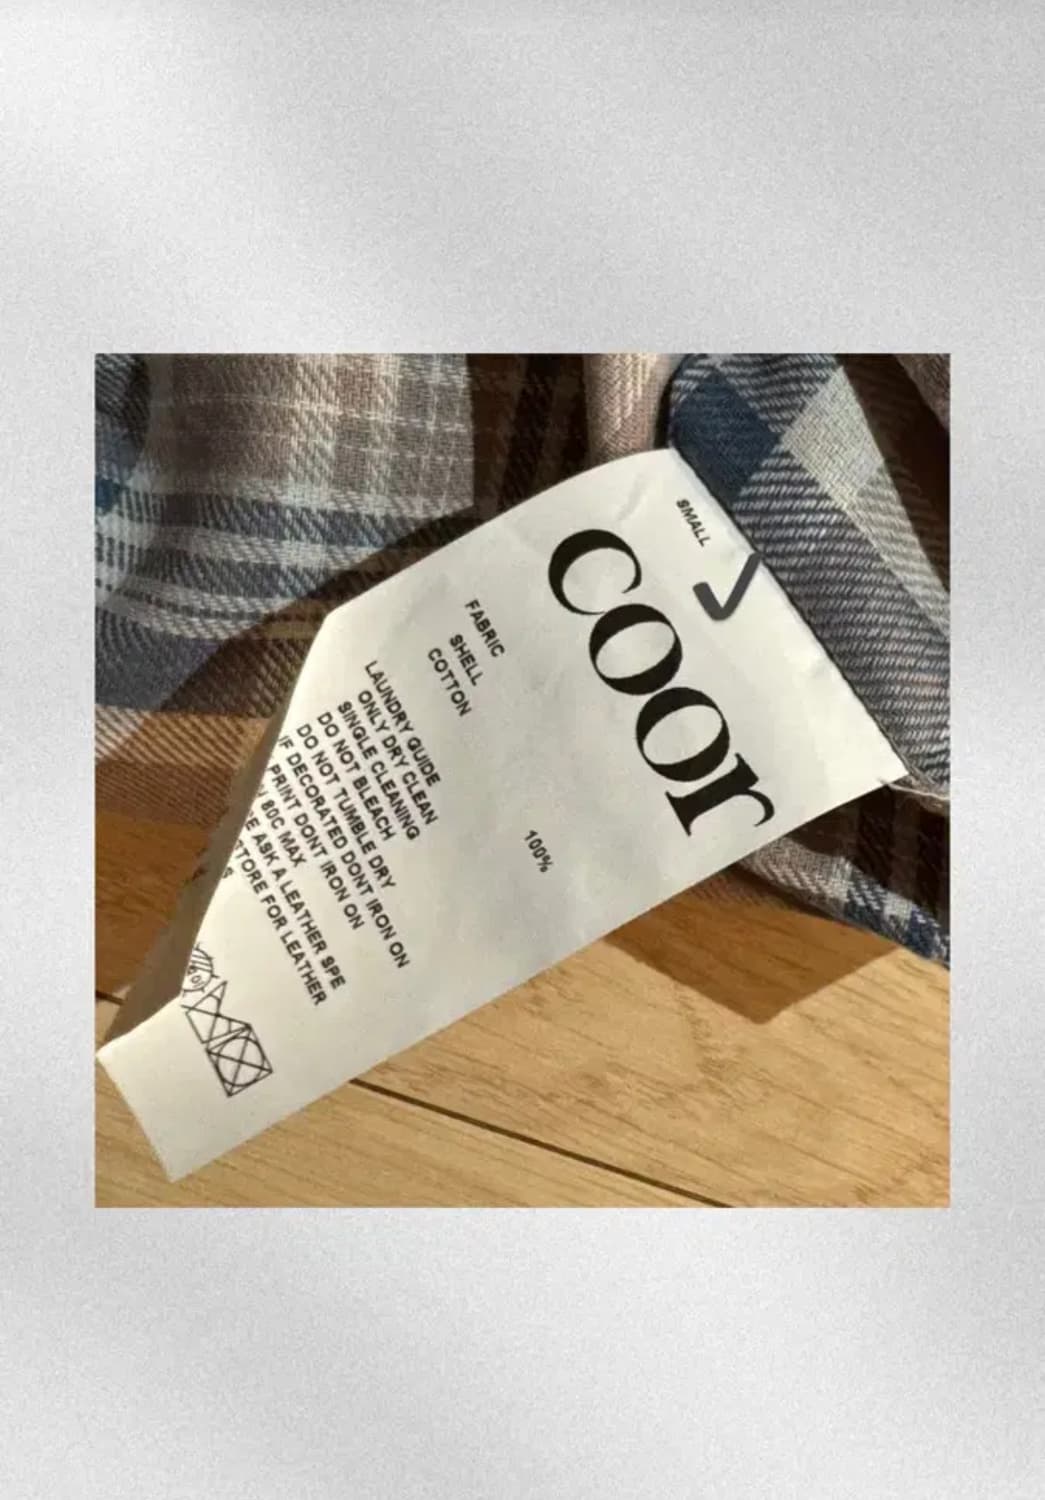 SMALL
coor
FABRIC
SHELL
COTTON 100%
LAUNDRY GUIDE
ONLY DRY CLEAN
SINGLE CLEANING
DO NOT BLEACH
DO NOT TUMBLE DRY
IF DECORATED DONT IRON ON
PRINT DONT IRON ON
80C MAX
ASK A LEATHER SPE
FOR LEATHER